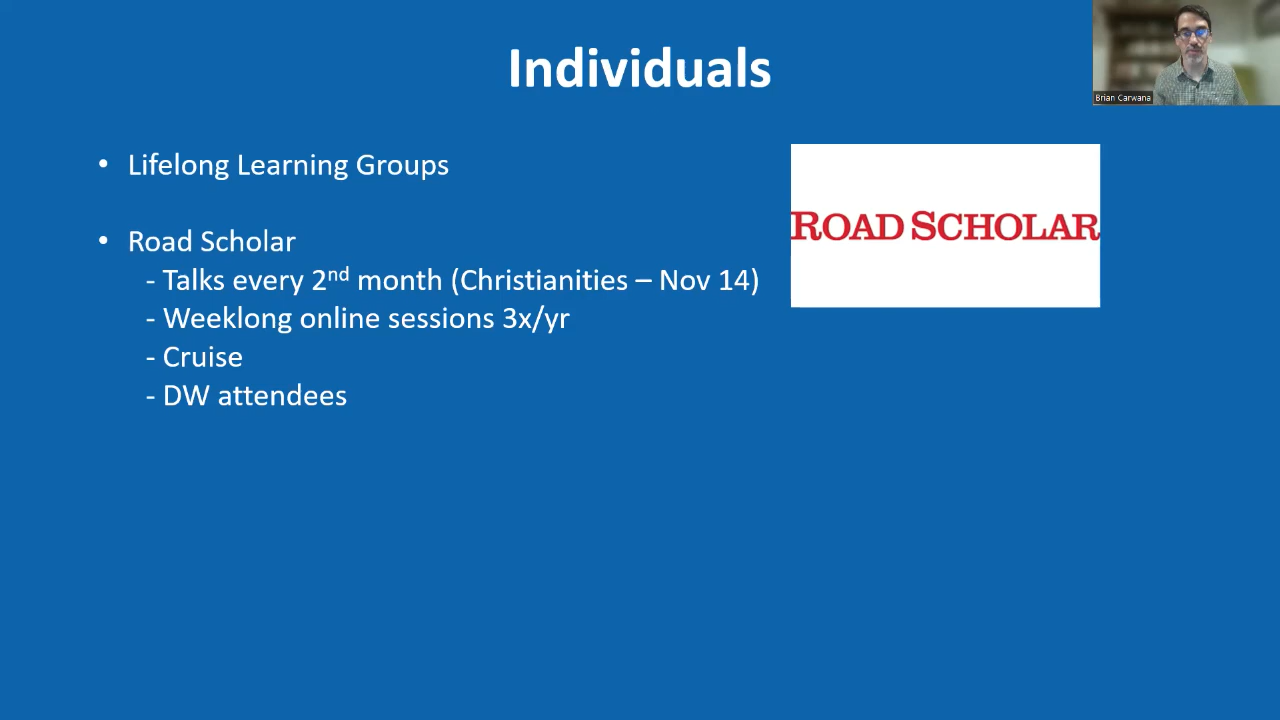 Individuals
Brian Carwana
• Lifelong Learning Groups
ROAD SCHOLAR
• Road Scholar
- Talks every 2nd month (Christianities – Nov 14)
- Weeklong online sessions 3x/yr
- Cruise
- DW attendees